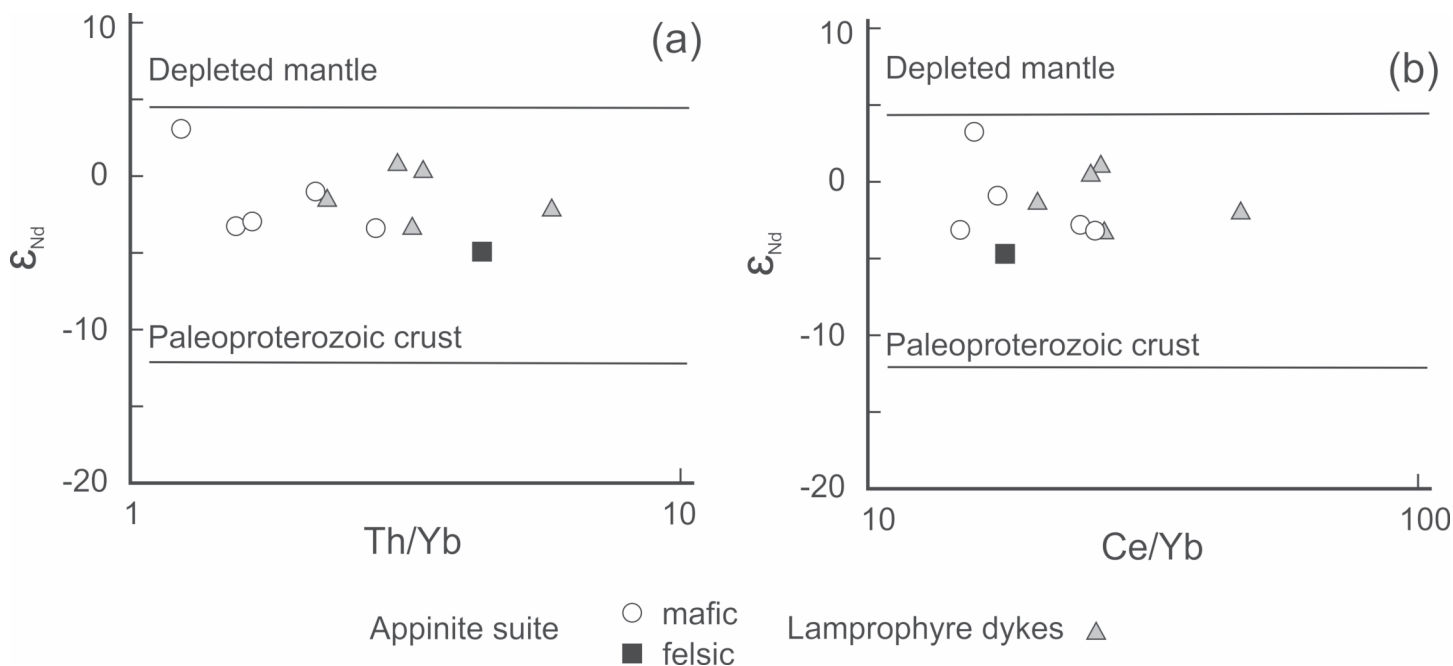 10
(a)
Depleted mantle
0
εNd
-10
Paleoproterozoic crust
-20
1
10
Th/Yb
10
(b)
Depleted mantle
0
εNd
-10
Paleoproterozoic crust
-20
10
100
Ce/Yb
Appinite suite
mafic
felsic
Lamprophyre dykes